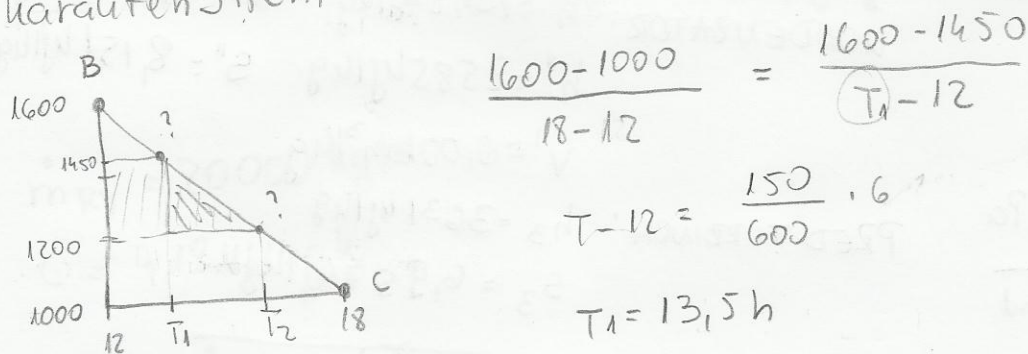 B
1600
?
1450
?
1200
C
1000
12 T1 T2 18
1600-1000 / 18-12 = 1600-1450 / T1-12
T-12 = 150/600 · 6
T1 = 13,5 h